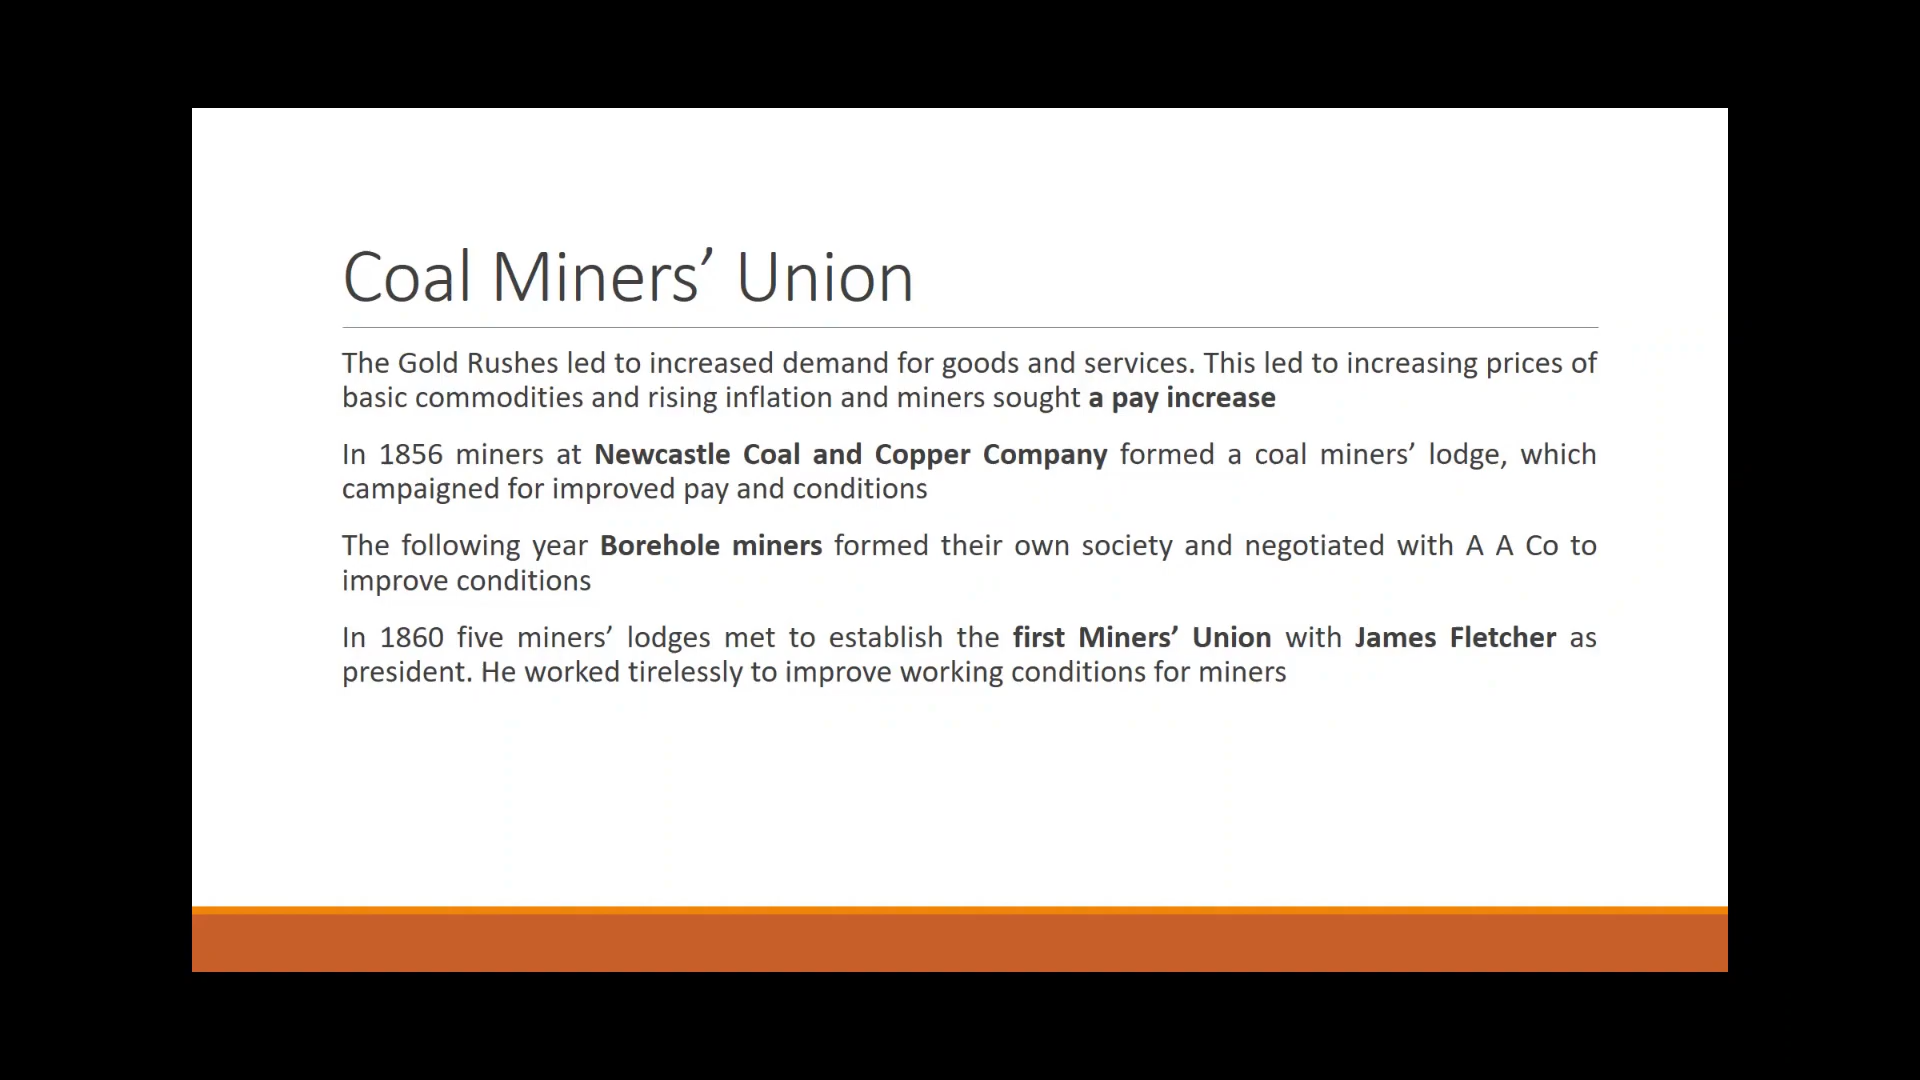 Coal Miners’ Union
The Gold Rushes led to increased demand for goods and services. This led to increasing prices of
basic commodities and rising inflation and miners sought a pay increase
In 1856 miners at Newcastle Coal and Copper Company formed a coal miners’ lodge, which
campaigned for improved pay and conditions
The following year Borehole miners formed their own society and negotiated with A A Co to
improve conditions
In 1860 five miners’ lodges met to establish the first Miners’ Union with James Fletcher as
president. He worked tirelessly to improve working conditions for miners